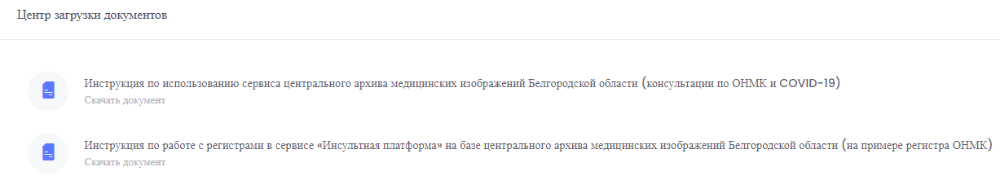 Центр загрузки документов
Инструкция по использованию сервиса центрального архива медицинских изображений Белгородской области (консультации по ОНМК и COVID-19)
Скачать документ
Инструкция по работе с регистрами в сервисе «Инсультная платформа» на базе центрального архива медицинских изображений Белгородской области (на примере регистра ОНМК)
Скачать документ